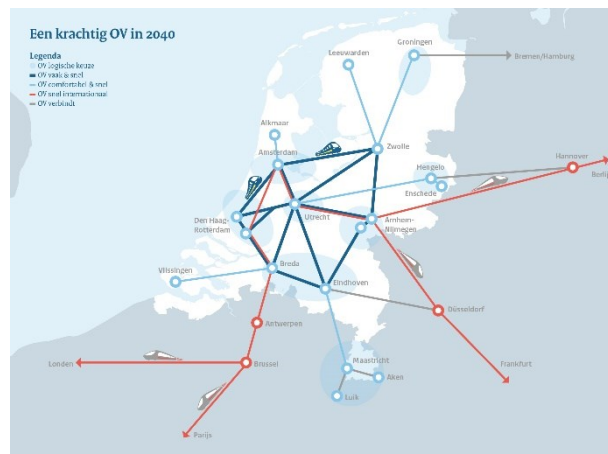 Een krachtig OV in 2040
Legenda
OV logische keuze
OV vaak & snel
OV comfortabel & snel
OV snel internationaal
OV verbindt
Groningen
Leeuwarden
Bremen/Hamburg
Alkmaar
Amsterdam
Zwolle
Hannover
Hengelo
Berlij
Enschede
Den Haag-
Rotterdam
Utrecht
Arnhem-
Nijmegen
Breda
Vlissingen
Eindhoven
Düsseldorf
Antwerpen
Londen
Brussel
Maastricht
Aken
Frankfurt
Luik
Parijs